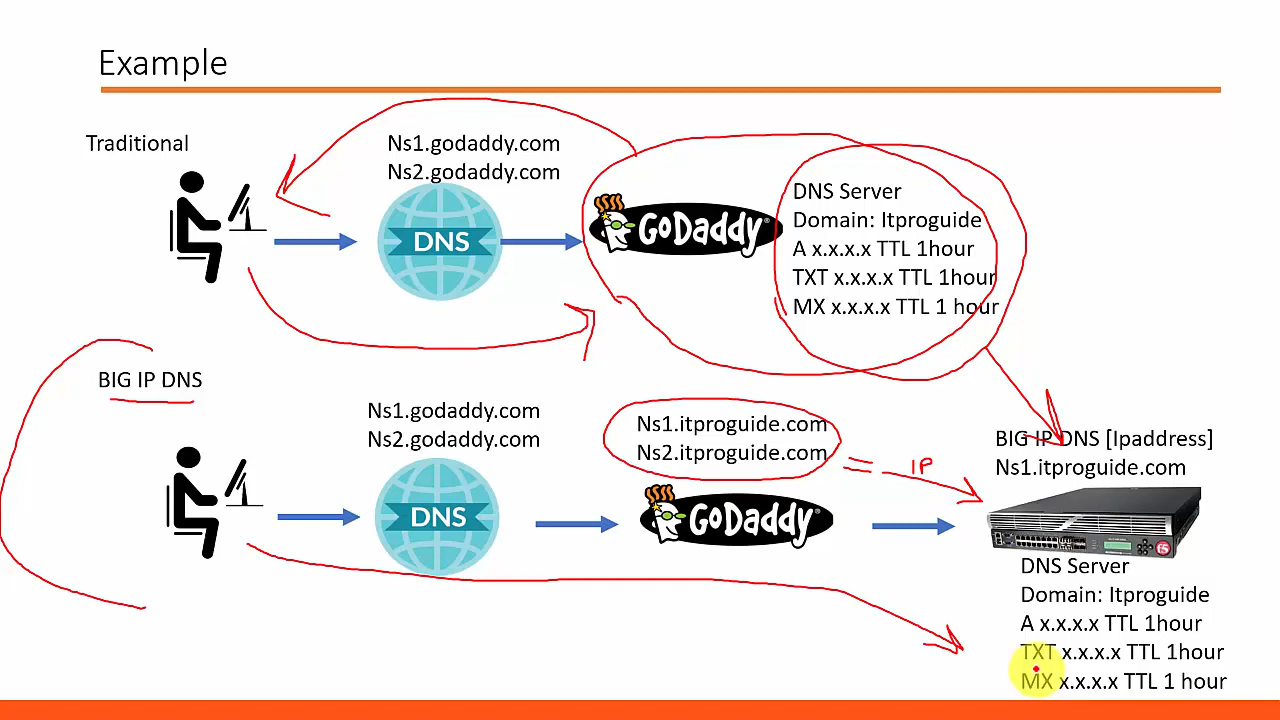 Example
Traditional
Ns1.godaddy.com
Ns2.godaddy.com
DNS
GoDaddy
DNS Server
Domain: Itproguide
A x.x.x.x TTL 1hour
TXT x.x.x.x TTL 1hour
MX x.x.x.x TTL 1 hour
BIG IP DNS
Ns1.godaddy.com
Ns2.godaddy.com
DNS
Ns1.itproguide.com
Ns2.itproguide.com
GoDaddy
IP
BIG IP DNS [Ipaddress]
Ns1.itproguide.com
f5
DNS Server
Domain: Itproguide
A x.x.x.x TTL 1hour
TXT x.x.x.x TTL 1hour
MX x.x.x.x TTL 1 hour